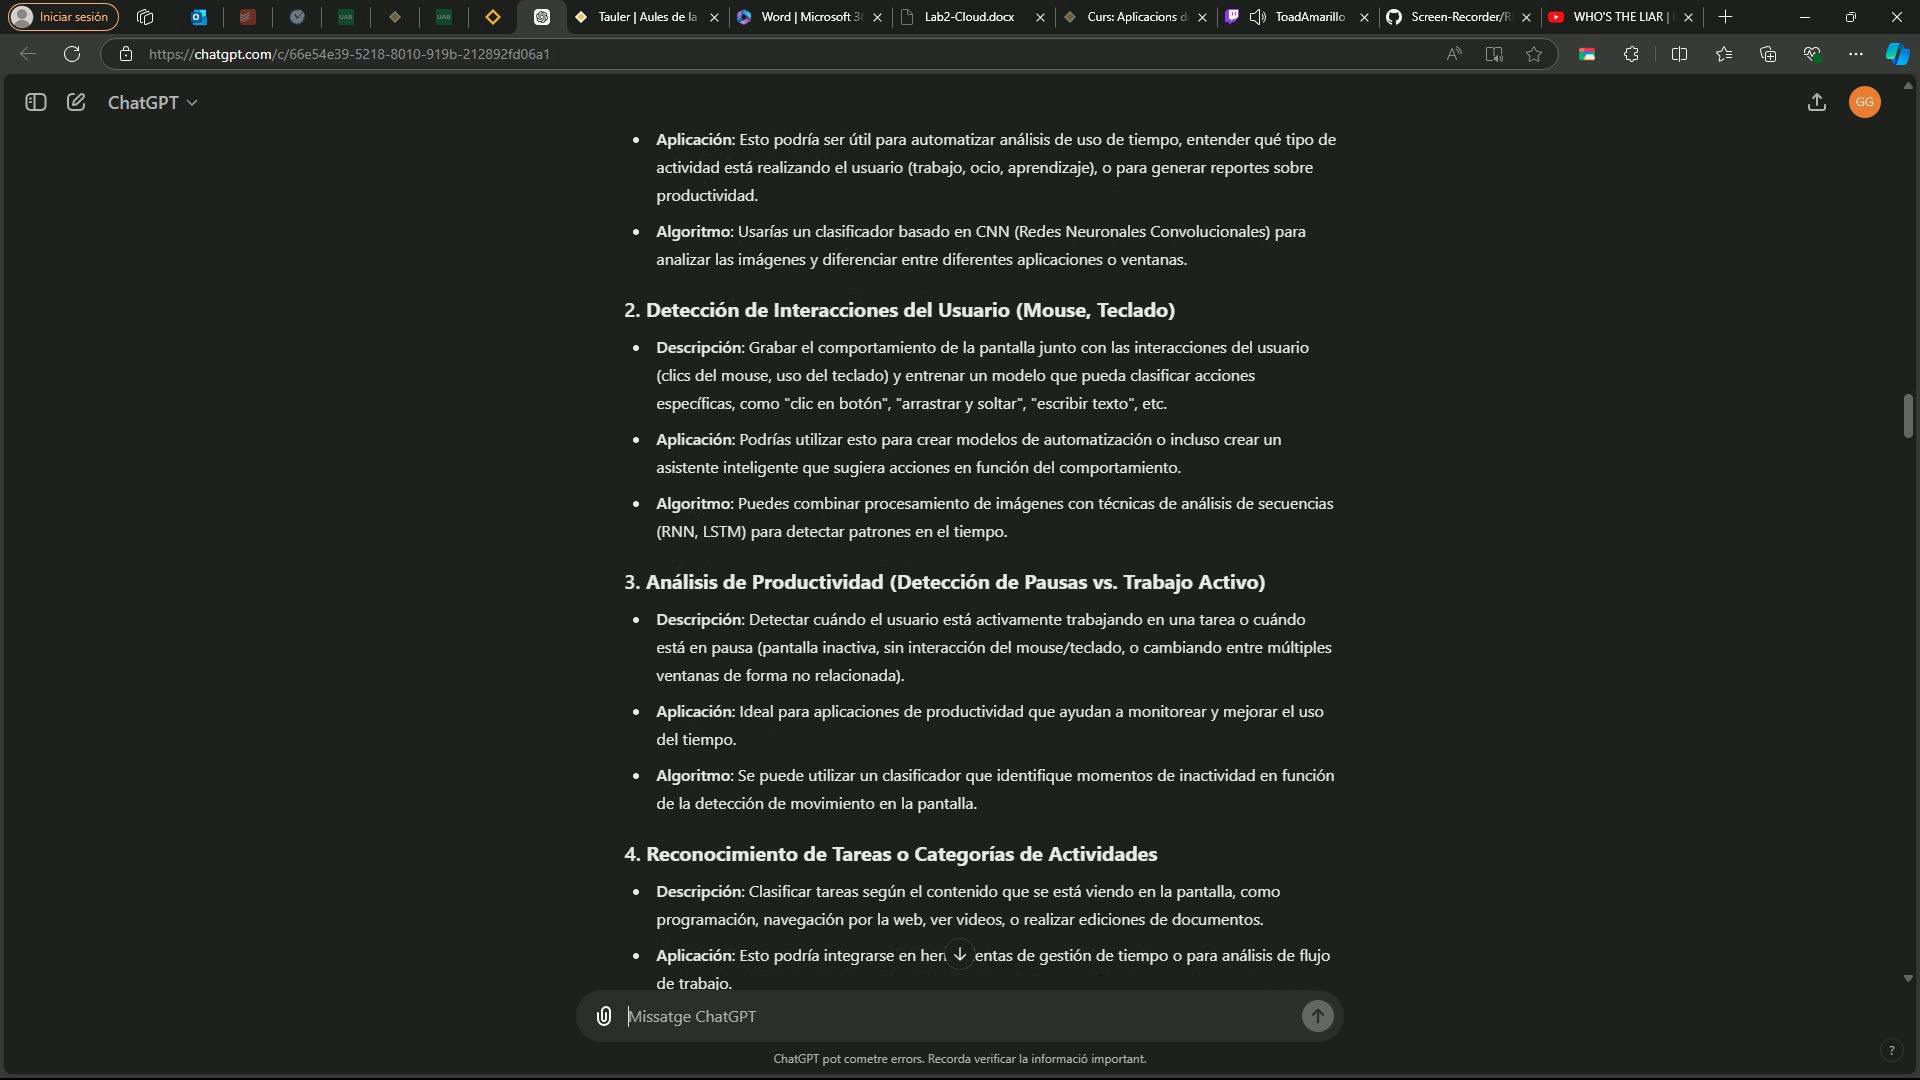 Iniciar sesión
UAB
UAB
Tauler | Aules de la
Word | Microsoft 3
Lab2-Cloud.docx
Curs: Aplicacions d
ToadAmarillo
Screen-Recorder/R
WHO'S THE LIAR |
https://chatgpt.com/c/66e54e39-5218-8010-919b-212892fd06a1
ChatGPT
GG
• Aplicación: Esto podría ser útil para automatizar análisis de uso de tiempo, entender qué tipo de
actividad está realizando el usuario (trabajo, ocio, aprendizaje), o para generar reportes sobre
productividad.
• Algoritmo: Usarías un clasificador basado en CNN (Redes Neuronales Convolucionales) para
analizar las imágenes y diferenciar entre diferentes aplicaciones o ventanas.
2. Detección de Interacciones del Usuario (Mouse, Teclado)
• Descripción: Grabar el comportamiento de la pantalla junto con las interacciones del usuario
(clics del mouse, uso del teclado) y entrenar un modelo que pueda clasificar acciones
específicas, como "clic en botón", "arrastrar y soltar", "escribir texto", etc.
• Aplicación: Podrías utilizar esto para crear modelos de automatización o incluso crear un
asistente inteligente que sugiera acciones en función del comportamiento.
• Algoritmo: Puedes combinar procesamiento de imágenes con técnicas de análisis de secuencias
(RNN, LSTM) para detectar patrones en el tiempo.
3. Análisis de Productividad (Detección de Pausas vs. Trabajo Activo)
• Descripción: Detectar cuándo el usuario está activamente trabajando en una tarea o cuándo
está en pausa (pantalla inactiva, sin interacción del mouse/teclado, o cambiando entre múltiples
ventanas de forma no relacionada).
• Aplicación: Ideal para aplicaciones de productividad que ayudan a monitorear y mejorar el uso
del tiempo.
• Algoritmo: Se puede utilizar un clasificador que identifique momentos de inactividad en función
de la detección de movimiento en la pantalla.
4. Reconocimiento de Tareas o Categorías de Actividades
• Descripción: Clasificar tareas según el contenido que se está viendo en la pantalla, como
programación, navegación por la web, ver videos, o realizar ediciones de documentos.
• Aplicación: Esto podría integrarse en her entas de gestión de tiempo o para análisis de flujo
de trabajo.
Missatge ChatGPT
ChatGPT pot cometre errors. Recorda verificar la informació important.
?